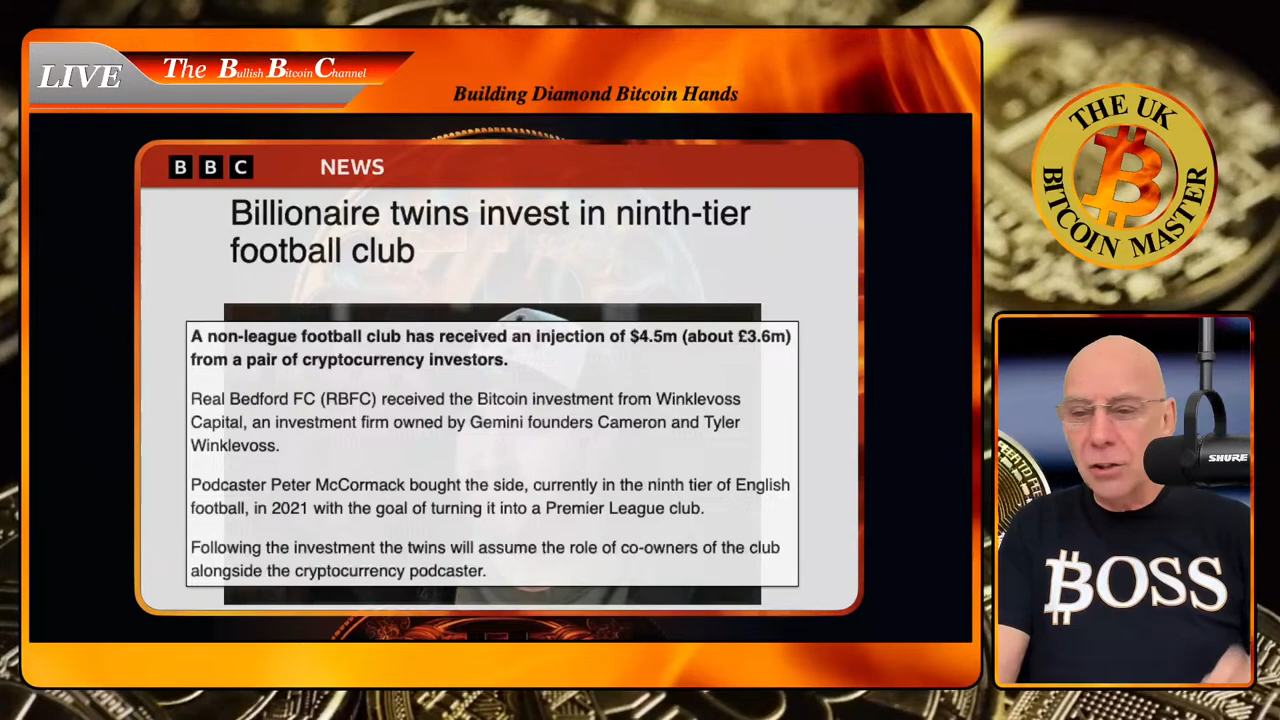 LIVE
The Bullish Bitcoin Channel
Building Diamond Bitcoin Hands
BBC NEWS
Billionaire twins invest in ninth-tier
football club
A non-league football club has received an injection of $4.5m (about £3.6m)
from a pair of cryptocurrency investors.
Real Bedford FC (RBFC) received the Bitcoin investment from Winklevoss
Capital, an investment firm owned by Gemini founders Cameron and Tyler
Winklevoss.
Podcaster Peter McCormack bought the side, currently in the ninth tier of English
football, in 2021 with the goal of turning it into a Premier League club.
Following the investment the twins will assume the role of co-owners of the club
alongside the cryptocurrency podcaster.
THE UK
BITCOIN MASTER
SHURE
₿OSS